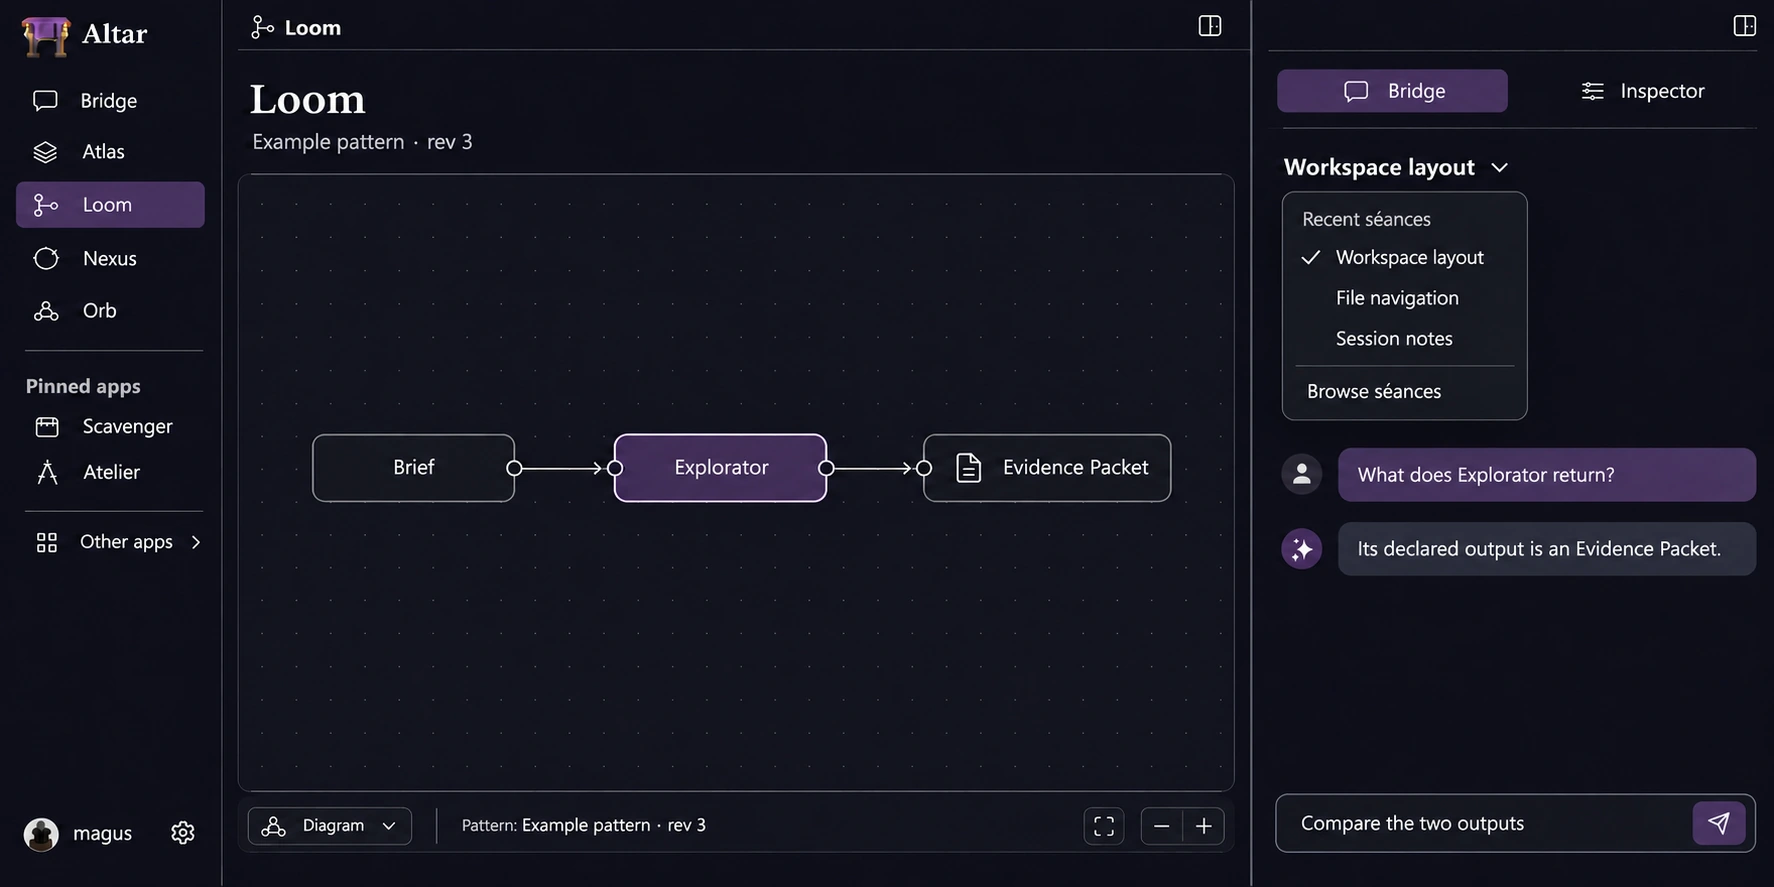 Altar
Bridge
Atlas
Loom
Nexus
Orb
Pinned apps
Scavenger
Atelier
Other apps
magus
Loom
Loom
Example pattern · rev 3
Brief
Explorator
Evidence Packet
Diagram
Pattern: Example pattern · rev 3
Bridge
Inspector
Workspace layout
Recent séances
Workspace layout
File navigation
Session notes
Browse séances
What does Explorator return?
Its declared output is an Evidence Packet.
Compare the two outputs